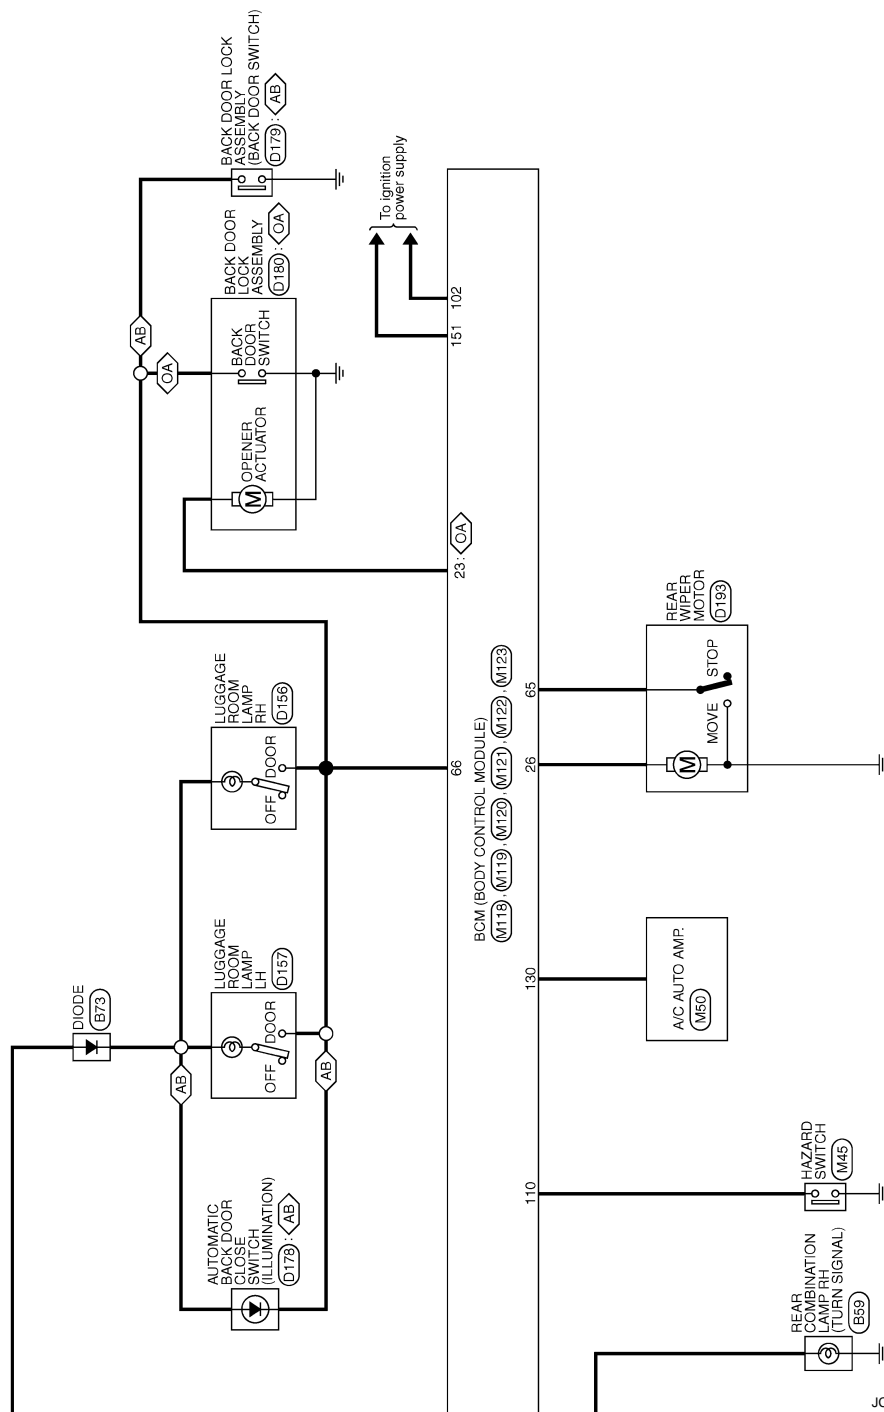 BACK DOOR LOCK
ASSEMBLY
(BACK DOOR SWITCH)
D179 : AB
BACK DOOR
LOCK
ASSEMBLY
D180 : OA
To ignition
power supply
AB
OA
BACK
DOOR
SWITCH
OPENER
ACTUATOR
M
151
102
23 : OA
LUGGAGE
ROOM
LAMP
RH
D156
OFF
DOOR
66
LUGGAGE
ROOM
LAMP
LH
D157
OFF
DOOR
DIODE
B73
AB
AB
AUTOMATIC
BACK DOOR
CLOSE
SWITCH
(ILLUMINATION)
D178 : AB
BCM (BODY CONTROL MODULE)
M118 , M119 , M120 , M121 , M122 , M123
65
26
REAR
WIPER
MOTOR
D193
MOVE
STOP
M
130
A/C AUTO AMP.
M50
110
HAZARD
SWITCH
M45
REAR
COMBINATION
LAMP RH
(TURN SIGNAL)
B59